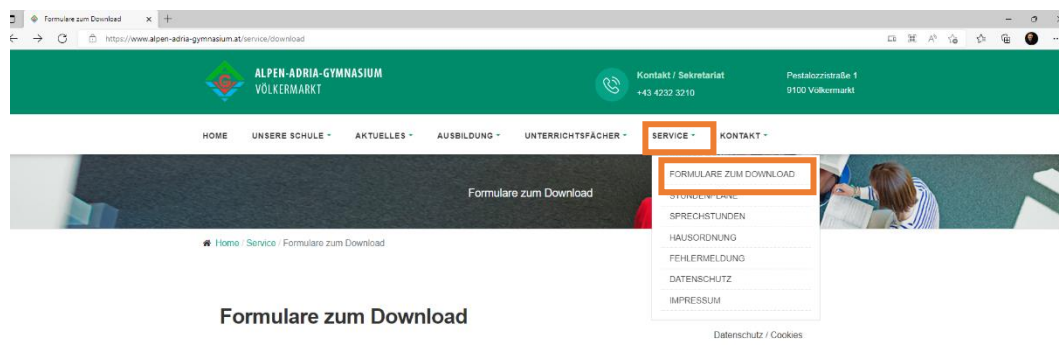 Formulare zum Download
https://www.alpen-adria-gymnasium.at/service/download
ALPEN-ADRIA-GYMNASIUM
VÖLKERMARKT
Kontakt / Sekretariat
+43 4232 3210
Pestalozzistraße 1
9100 Völkermarkt
HOME UNSERE SCHULE AKTUELLES AUSBILDUNG UNTERRICHTSFÄCHER SERVICE KONTAKT
FORMULARE ZUM DOWNLOAD
SPRECHSTUNDEN
HAUSORDNUNG
FEHLERMELDUNG
DATENSCHUTZ
IMPRESSUM
Formulare zum Download
Home / Service / Formulare zum Download
Formulare zum Download
Datenschutz / Cookies